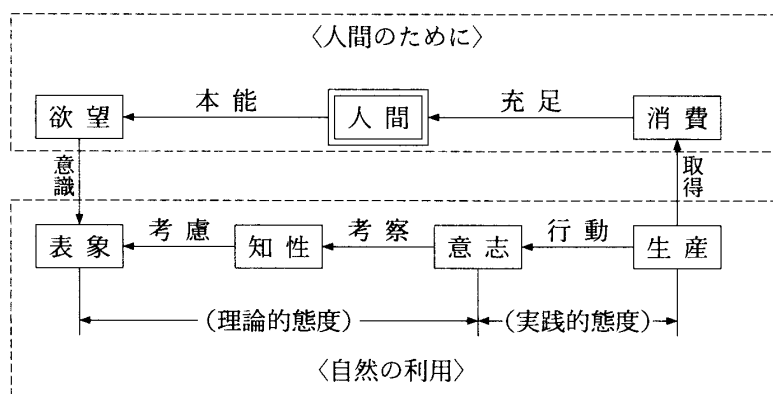 〈人間のために〉
欲望
本能
人間
充足
消費
意識
取得
表象
考慮
知性
考察
意志
行動
生産
(理論的態度)
(実践的態度)
〈自然の利用〉